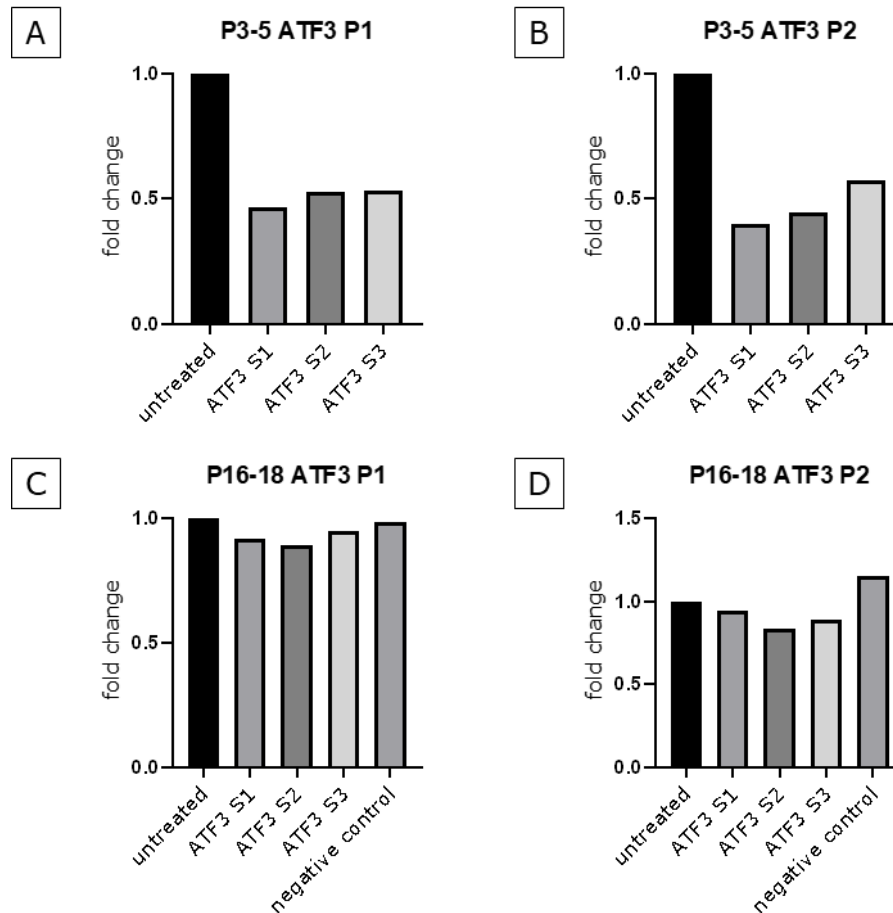 A
P3-5 ATF3 P1
1.0
0.5
0.0
fold change
untreated
ATF3 S1
ATF3 S2
ATF3 S3
B
P3-5 ATF3 P2
1.0
0.5
0.0
fold change
untreated
ATF3 S1
ATF3 S2
ATF3 S3
C
P16-18 ATF3 P1
1.0
0.5
0.0
fold change
untreated
ATF3 S1
ATF3 S2
ATF3 S3
negative control
D
P16-18 ATF3 P2
1.5
1.0
0.5
0.0
fold change
untreated
ATF3 S1
ATF3 S2
ATF3 S3
negative control